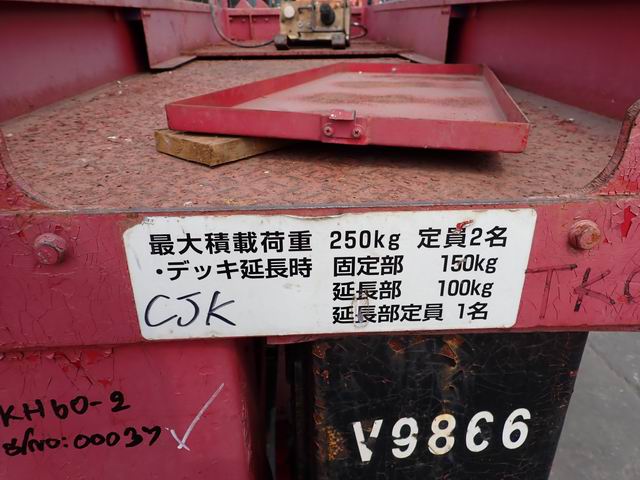 最大積載荷重 250kg 定員2名
・デッキ延長時 固定部 150kg
延長部 100kg
延長部定員 1名
CJK
TK
KH60-2
S/NO: 00037
V9866